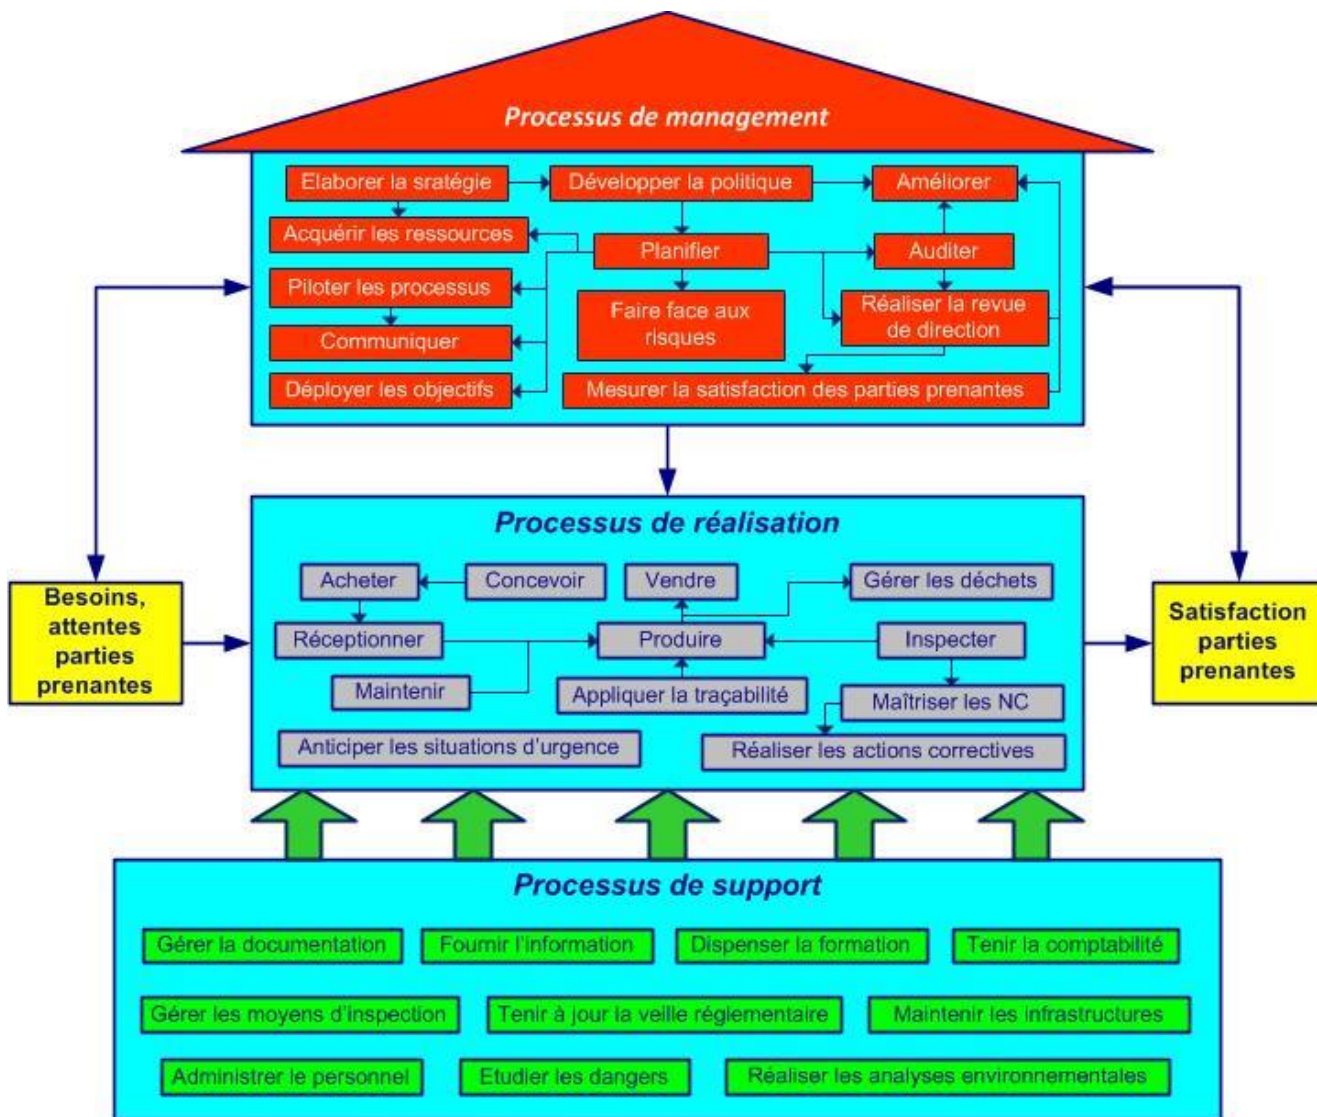 Processus de management
Elaborer la sratégie
Développer la politique
Améliorer
Acquérir les ressources
Planifier
Auditer
Piloter les processus
Faire face aux
risques
Réaliser la revue
de direction
Communiquer
Déployer les objectifs
Mesurer la satisfaction des parties prenantes
Processus de réalisation
Acheter
Concevoir
Vendre
Gérer les déchets
Réceptionner
Produire
Inspecter
Maintenir
Appliquer la traçabilité
Maîtriser les NC
Anticiper les situations d'urgence
Réaliser les actions correctives
Besoins,
attentes
parties
prenantes
Satisfaction
parties
prenantes
Processus de support
Gérer la documentation
Fournir l'information
Dispenser la formation
Tenir la comptabilité
Gérer les moyens d'inspection
Tenir à jour la veille réglementaire
Maintenir les infrastructures
Administrer le personnel
Etudier les dangers
Réaliser les analyses environnementales